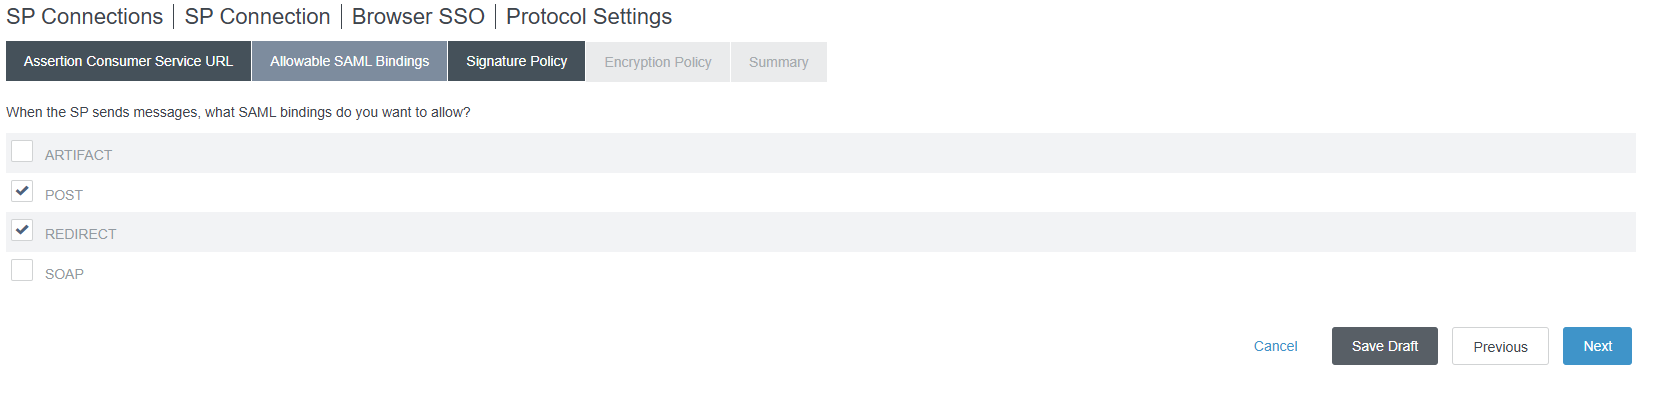 SP Connections | SP Connection | Browser SSO | Protocol Settings
Assertion Consumer Service URL Allowable SAML Bindings Signature Policy Encryption Policy Summary
When the SP sends messages, what SAML bindings do you want to allow?
ARTIFACT
POST
REDIRECT
SOAP
Cancel Save Draft Previous Next